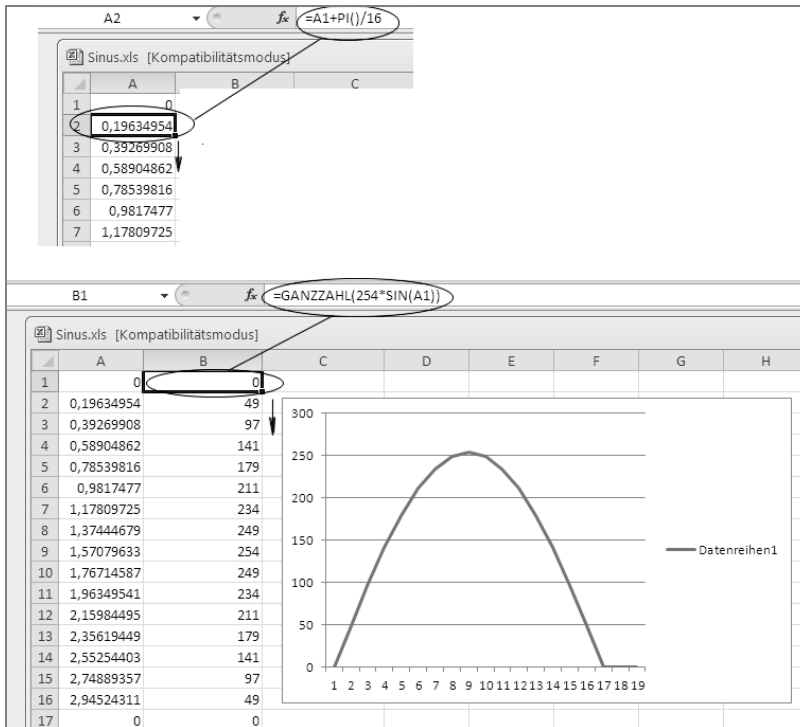 A2 fx =A1+PI()/16
Sinus.xls [Kompatibilitätsmodus]
A B C
1 0
2 0,19634954
3 0,39269908
4 0,58904862
5 0,78539816
6 0,9817477
7 1,17809725
B1 fx =GANZZAHL(254*SIN(A1))
Sinus.xls [Kompatibilitätsmodus]
A B C D E F G H
1 0 0
2 0,19634954 49
3 0,39269908 97
4 0,58904862 141
5 0,78539816 179
6 0,9817477 211
7 1,17809725 234
8 1,37444679 249
9 1,57079633 254
10 1,76714587 249
11 1,96349541 234
12 2,15984495 211
13 2,35619449 179
14 2,55254403 141
15 2,74889357 97
16 2,94524311 49
17 0 0
300
250
200
150
100
50
0
1 2 3 4 5 6 7 8 9 10 11 12 13 14 15 16 17 18 19
Datenreihen1